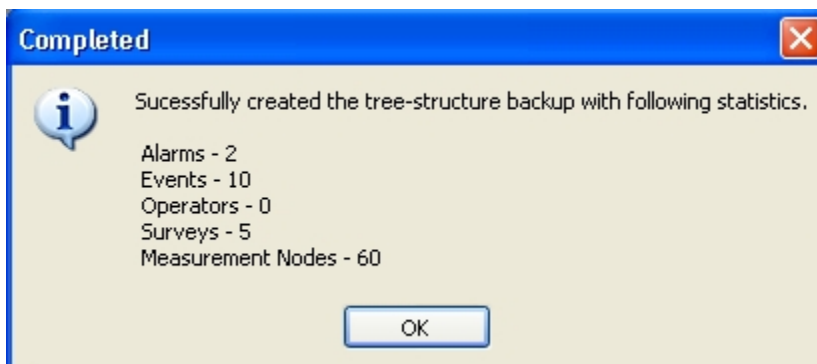 Completed
Sucessfully created the tree-structure backup with following statistics.
Alarms - 2
Events - 10
Operators - 0
Surveys - 5
Measurement Nodes - 60
OK